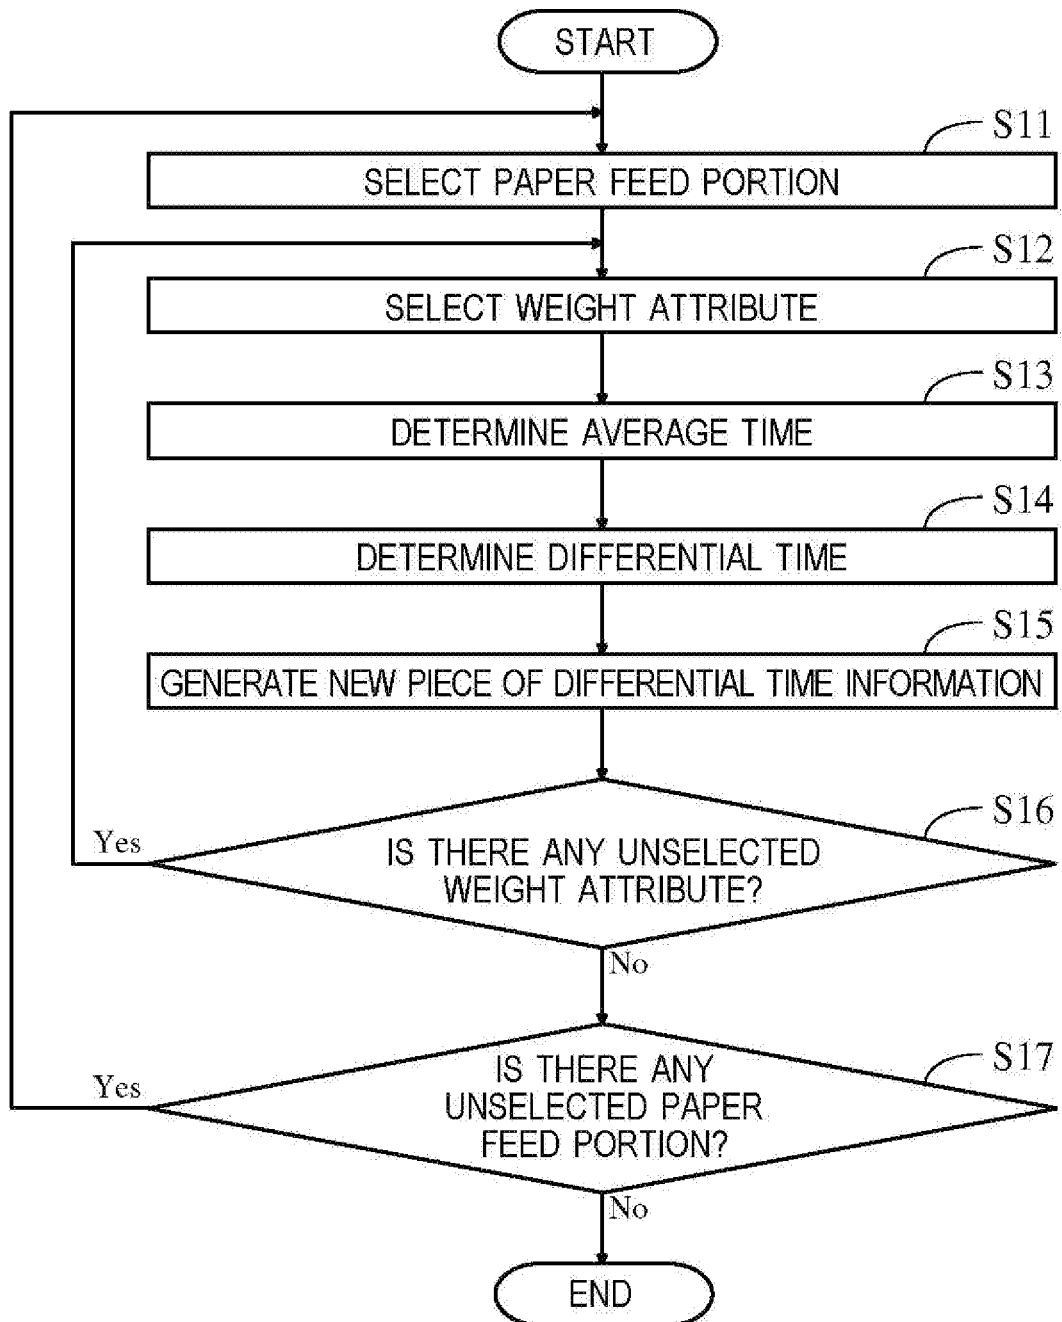 START
S11
SELECT PAPER FEED PORTION
S12
SELECT WEIGHT ATTRIBUTE
S13
DETERMINE AVERAGE TIME
S14
DETERMINE DIFFERENTIAL TIME
S15
GENERATE NEW PIECE OF DIFFERENTIAL TIME INFORMATION
S16
Yes
IS THERE ANY UNSELECTED
WEIGHT ATTRIBUTE?
No
S17
Yes
IS THERE ANY
UNSELECTED PAPER
FEED PORTION?
No
END